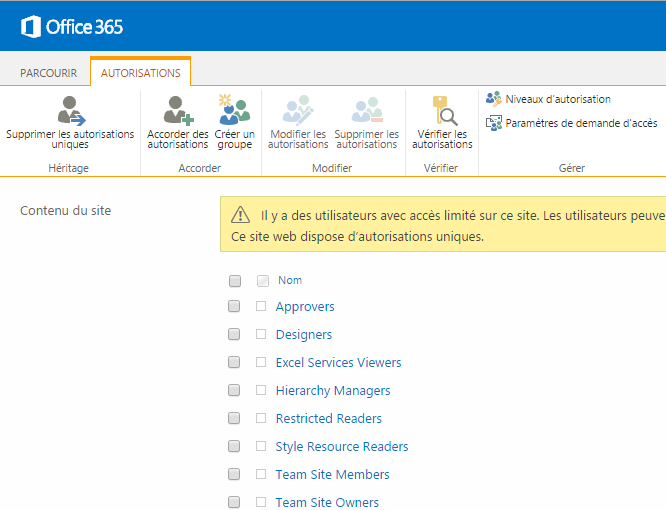 Office 365
PARCOURIR AUTORISATIONS
Supprimer les autorisations uniques
Accorder des autorisations
Créer un groupe
Modifier les autorisations
Supprimer les autorisations
Vérifier les autorisations
Niveaux d'autorisation
Paramètres de demande d'accès
Héritage Accorder Modifier Vérifier Gérer
Contenu du site
Il y a des utilisateurs avec accès limité sur ce site. Les utilisateurs peuve
Ce site web dispose d'autorisations uniques.
Nom
Approvers
Designers
Excel Services Viewers
Hierarchy Managers
Restricted Readers
Style Resource Readers
Team Site Members
Team Site Owners